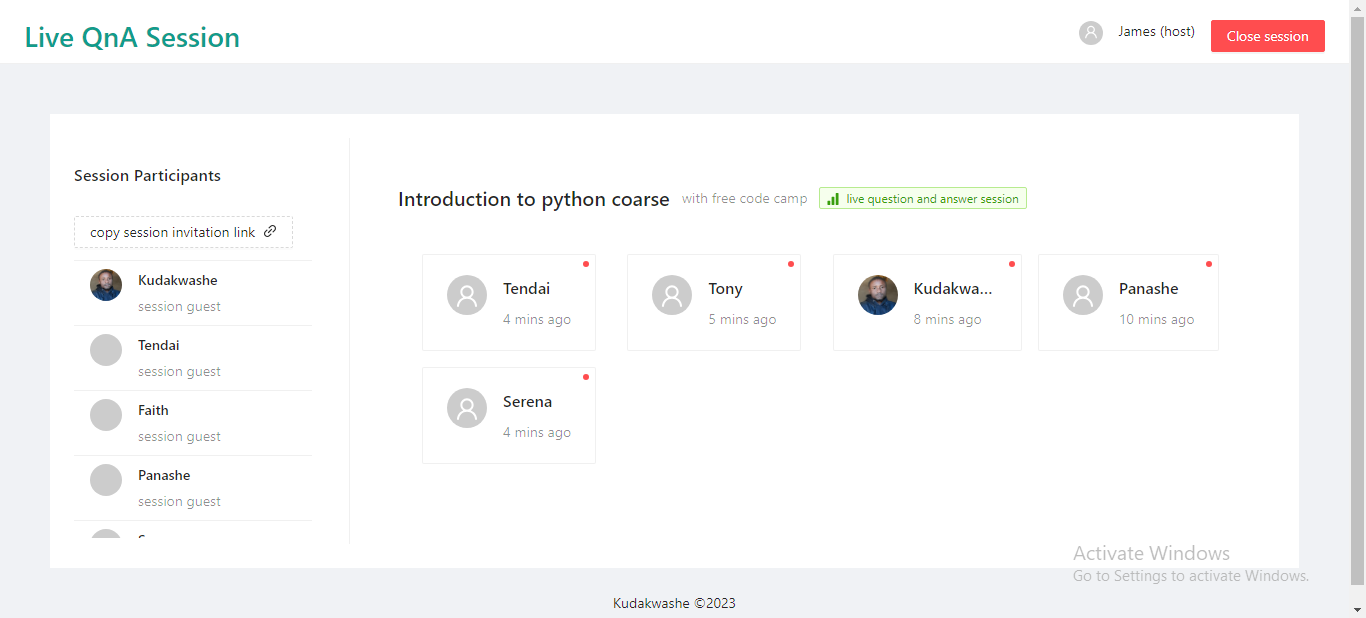 Live QnA Session
James (host)
Close session
Session Participants
copy session invitation link
Kudakwashe
session guest
Tendai
session guest
Faith
session guest
Panashe
session guest
Introduction to python coarse with free code camp live question and answer session
Tendai
4 mins ago
Tony
5 mins ago
Kudakwa...
8 mins ago
Panashe
10 mins ago
Serena
4 mins ago
Activate Windows
Go to Settings to activate Windows.
Kudakwashe ©2023